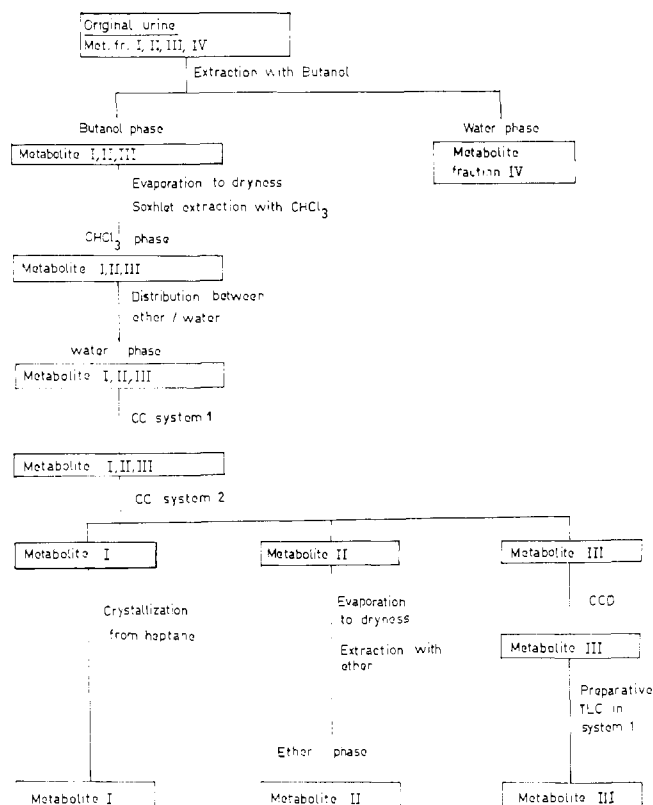 Original urine
Met. fr. I, II, III, IV
Extraction with Butanol
Butanol phase
Water phase
Metabolite I, II, III
Metabolite
fraction IV
Evaporation to dryness
Soxhlet extraction with CHCl3
CHCl3 phase
Metabolite I, II, III
Distribution between
ether / water
water phase
Metabolite I, II, III
CC system 1
Metabolite I, II, III
CC system 2
Metabolite I
Metabolite II
Metabolite III
Crystallization
from heptane
Evaporation
to dryness
Extraction with
ether
CCD
Metabolite III
Preparative
TLC in
system 1
Ether phase
Metabolite I
Metabolite II
Metabolite III